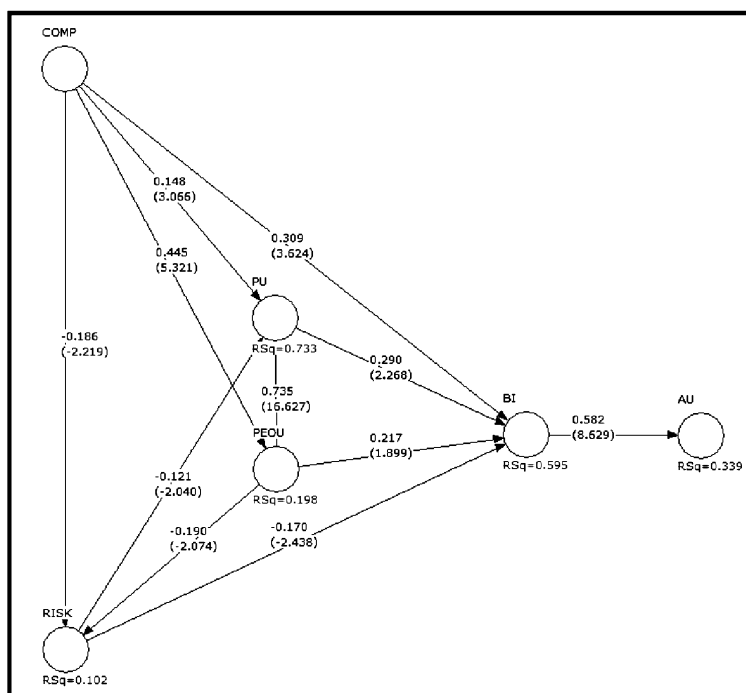 COMP
0.148
(3.066)
0.309
(3.624)
0.445
(5.321)
PU
-0.186
(-2.219)
RSq=0.733
0.290
(2.268)
0.735
(16.627)
BI
AU
0.582
(8.629)
PEOU
0.217
(1.899)
RSq=0.595
RSq=0.339
-0.121
(-2.040)
RSq=0.198
-0.190
(-2.074)
-0.170
(-2.438)
RISK
RSq=0.102